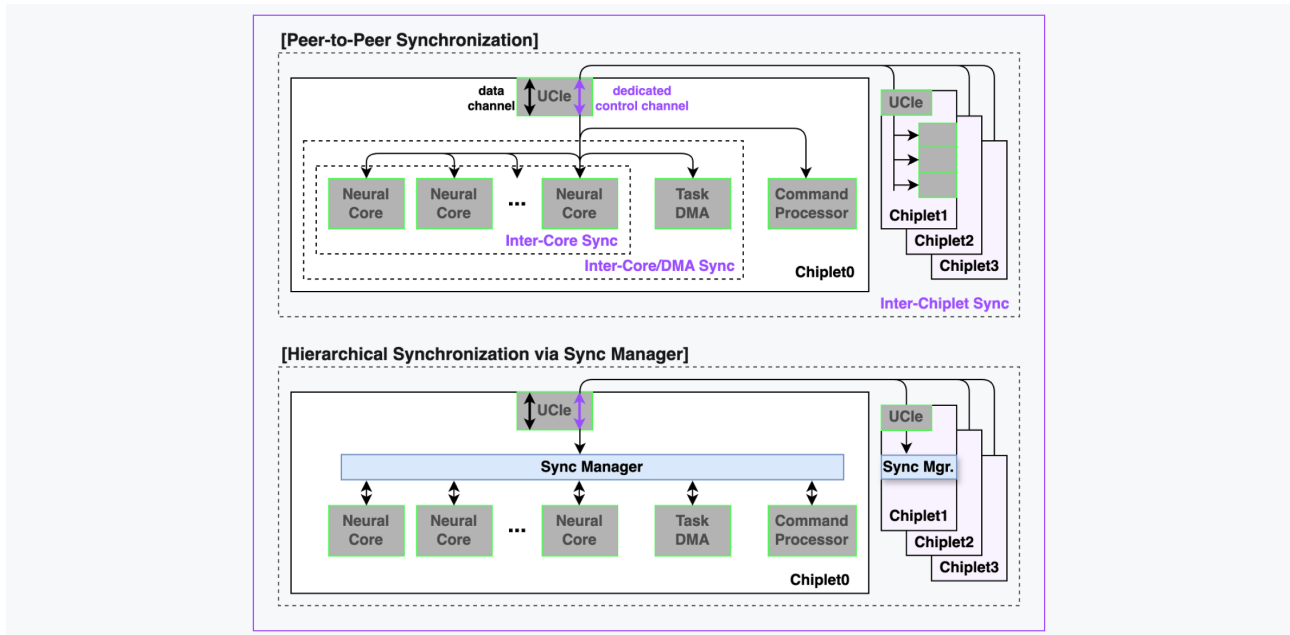 [Peer-to-Peer Synchronization]
data
channel
UCIe
dedicated
control channel
UCIe
Neural
Core
Neural
Core
...
Neural
Core
Task
DMA
Command
Processor
Inter-Core Sync
Inter-Core/DMA Sync
Chiplet0
Chiplet1
Chiplet2
Chiplet3
Inter-Chiplet Sync
[Hierarchical Synchronization via Sync Manager]
UCIe
UCIe
Sync Manager
Sync Mgr.
Neural
Core
Neural
Core
...
Neural
Core
Task
DMA
Command
Processor
Chiplet0
Chiplet1
Chiplet2
Chiplet3